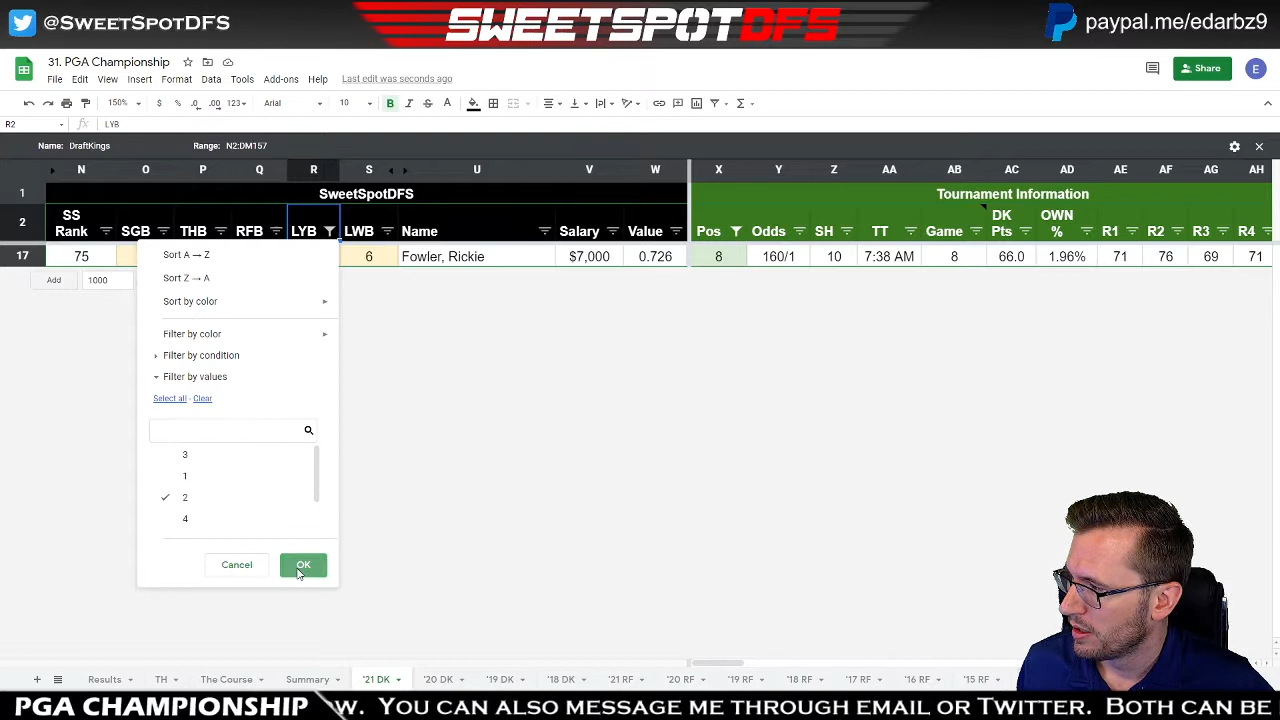 @SweetSpotDFS
SWEETSPOTDFS
paypal.me/edarbz9
31. PGA Championship
File Edit View Insert Format Data Tools Add-ons Help Last edit was seconds ago
Share
E
150% $ % .0 .00 123 Arial 10 B I S A
R2 fx LYB
Name: DraftKings Range: N2:DM157
N O P Q R S U V W X Y Z AA AB AC AD AE AF AG AH
1 SweetSpotDFS Tournament Information
2 SS Rank SGB THB RFB LYB LWB Name Salary Value Pos Odds SH TT Game DK Pts OWN % R1 R2 R3 R4
17 75 6 Fowler, Rickie $7,000 0.726 8 160/1 10 7:38 AM 8 66.0 1.96% 71 76 69 71
Add 1000
Sort A → Z
Sort Z → A
Sort by color
Filter by color
Filter by condition
Filter by values
Select all - Clear
3
1
2
4
Cancel OK
Results TH The Course Summary '21 DK '20 DK '19 DK '18 DK '21 RF '20 RF '19 RF '18 RF '17 RF '16 RF '15 RF
PGA CHAMPIONSHIP
W. YOU CAN ALSO MESSAGE ME THROUGH EMAIL OR TWITTER. BOTH CAN BE